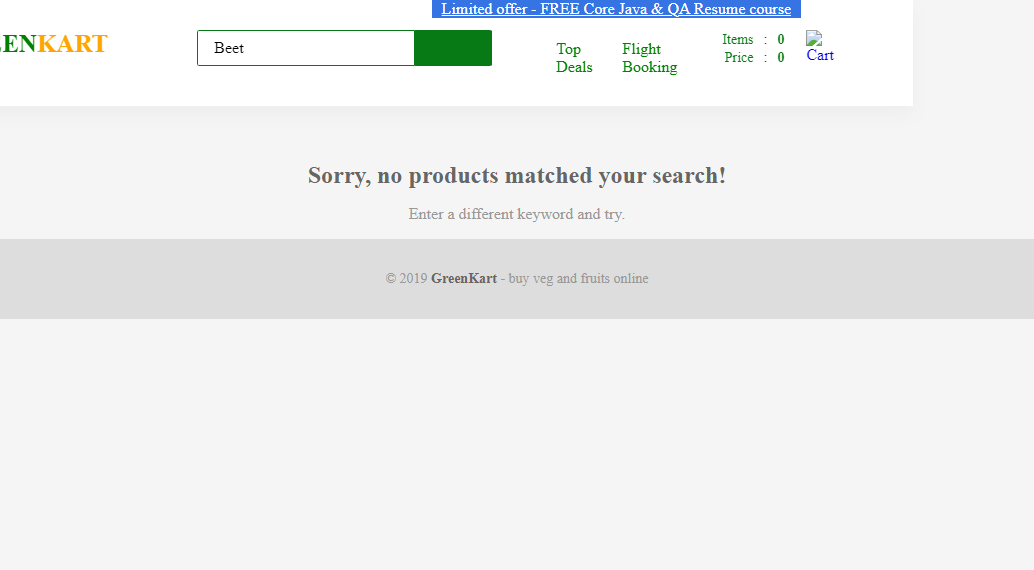 Limited offer - FREE Core Java & QA Resume course
EENKART
Beet
Top Deals
Flight Booking
Items : 0
Price : 0
Cart
Sorry, no products matched your search!
Enter a different keyword and try.
© 2019 GreenKart - buy veg and fruits online